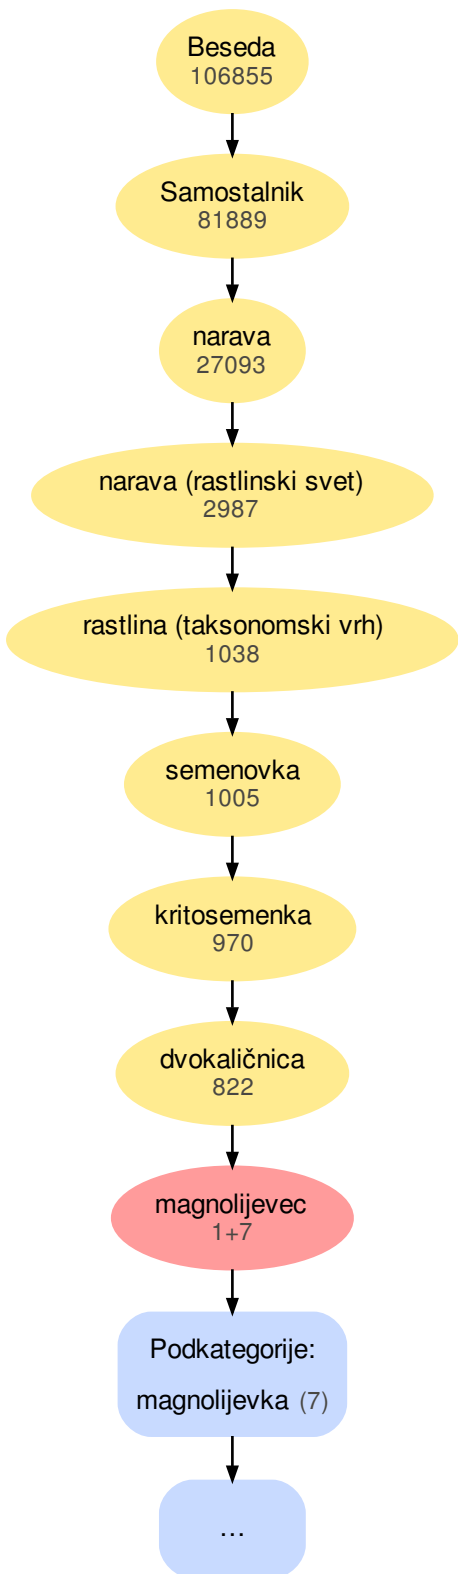 Beseda
106855
Samostalnik
81889
narava
27093
narava (rastlinski svet)
2987
rastlina (taksonomski vrh)
1038
semenovka
1005
kritosemenka
970
dvokaličnica
822
magnolijevec
1+7
Podkategorije:
magnolijevka (7)
…